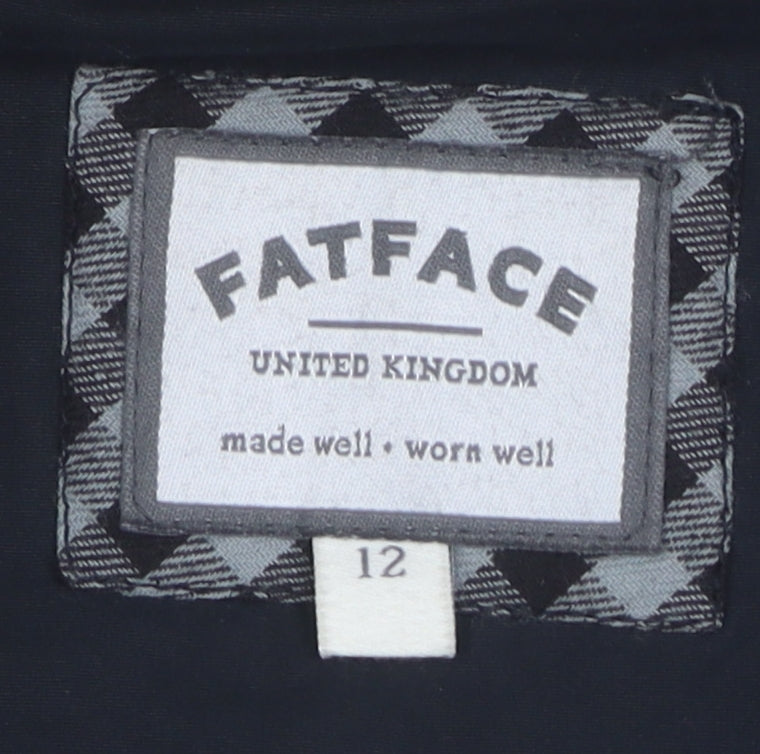 FATFACE
UNITED KINGDOM
made well • worn well
12